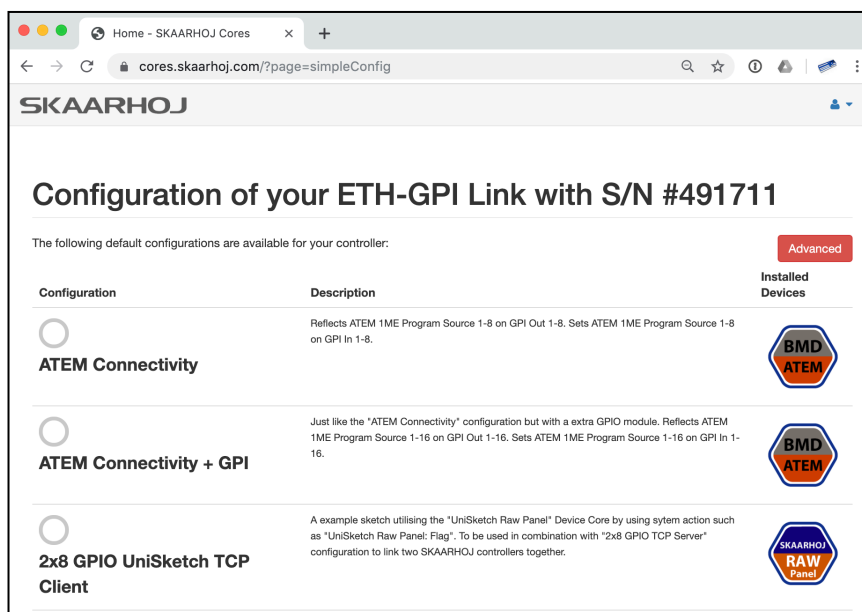 Home - SKAARHOJ Cores
cores.skaarhoj.com/?page=simpleConfig
SKAARHOJ
Configuration of your ETH-GPI Link with S/N #491711
The following default configurations are available for your controller:
Advanced
Configuration
Description
Installed
Devices
ATEM Connectivity
Reflects ATEM 1ME Program Source 1-8 on GPI Out 1-8. Sets ATEM 1ME Program Source 1-8
on GPI In 1-8.
BMD
ATEM
ATEM Connectivity + GPI
Just like the "ATEM Connectivity" configuration but with a extra GPIO module. Reflects ATEM
1ME Program Source 1-16 on GPI Out 1-16. Sets ATEM 1ME Program Source 1-16 on GPI In 1-
16.
BMD
ATEM
2x8 GPIO UniSketch TCP
Client
A example sketch utilising the "UniSketch Raw Panel" Device Core by using sytem action such
as "UniSketch Raw Panel: Flag". To be used in combination with "2x8 GPIO TCP Server"
configuration to link two SKAARHOJ controllers together.
SKAARHOJ
RAW
Panel